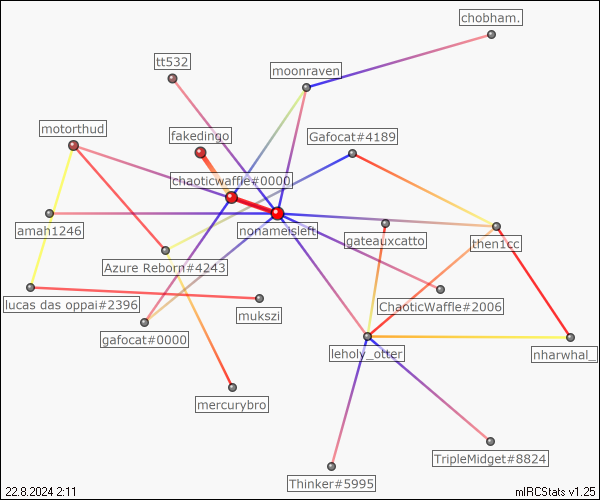 chobham.
tt532
moonraven
motorthud
fakedingo
Gafocat#4189
chaoticwaffle#0000
amah1246
nonameisleft
gateauxcatto
then1cc
Azure Reborn#4243
lucas das oppai#2396
mukszi
ChaoticWaffle#2006
gafocat#0000
leholy_otter
nharwhal_
mercurybro
TripleMidget#8824
Thinker#5995
22.8.2024 2:11
mIRCStats v1.25